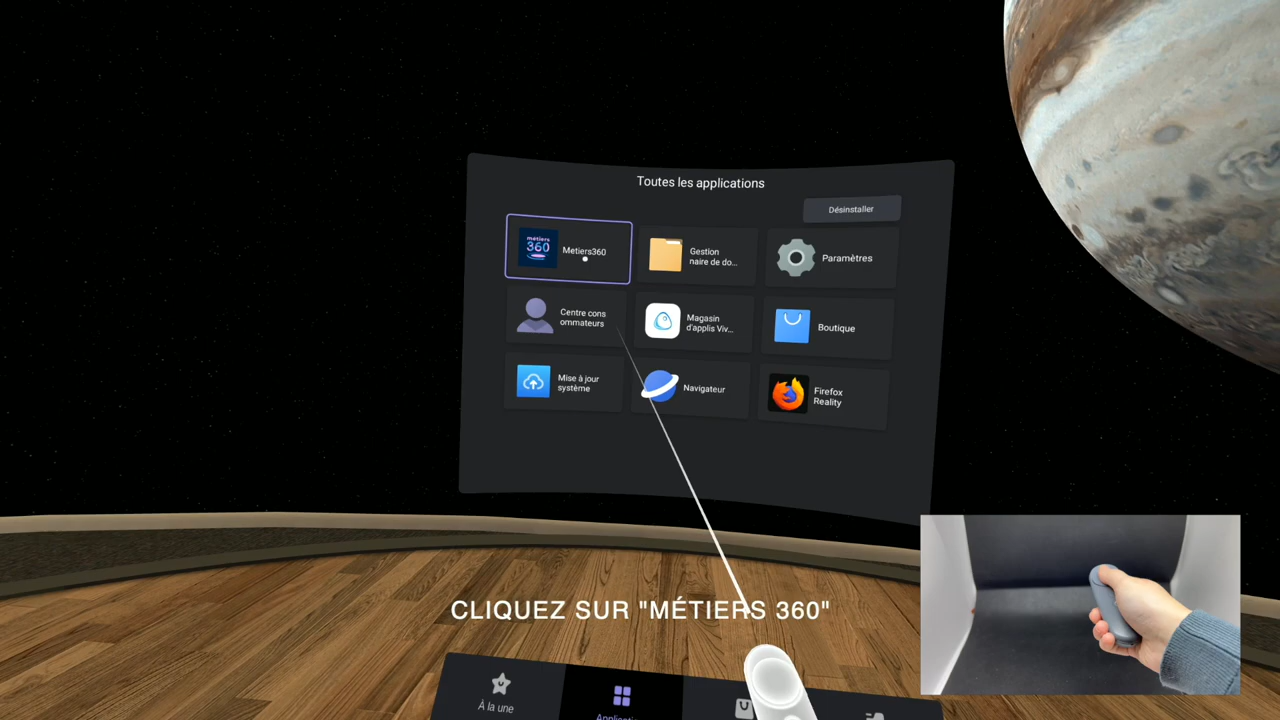 Toutes les applications
Désinstaller
métiers
360
Metiers360
Gestion
naire de do...
Paramètres
Centre cons
ommateurs
Magasin
d'applis Viv...
Boutique
Mise à jour
système
Navigateur
Firefox
Reality
CLIQUEZ SUR "MÉTIERS 360"
À la une